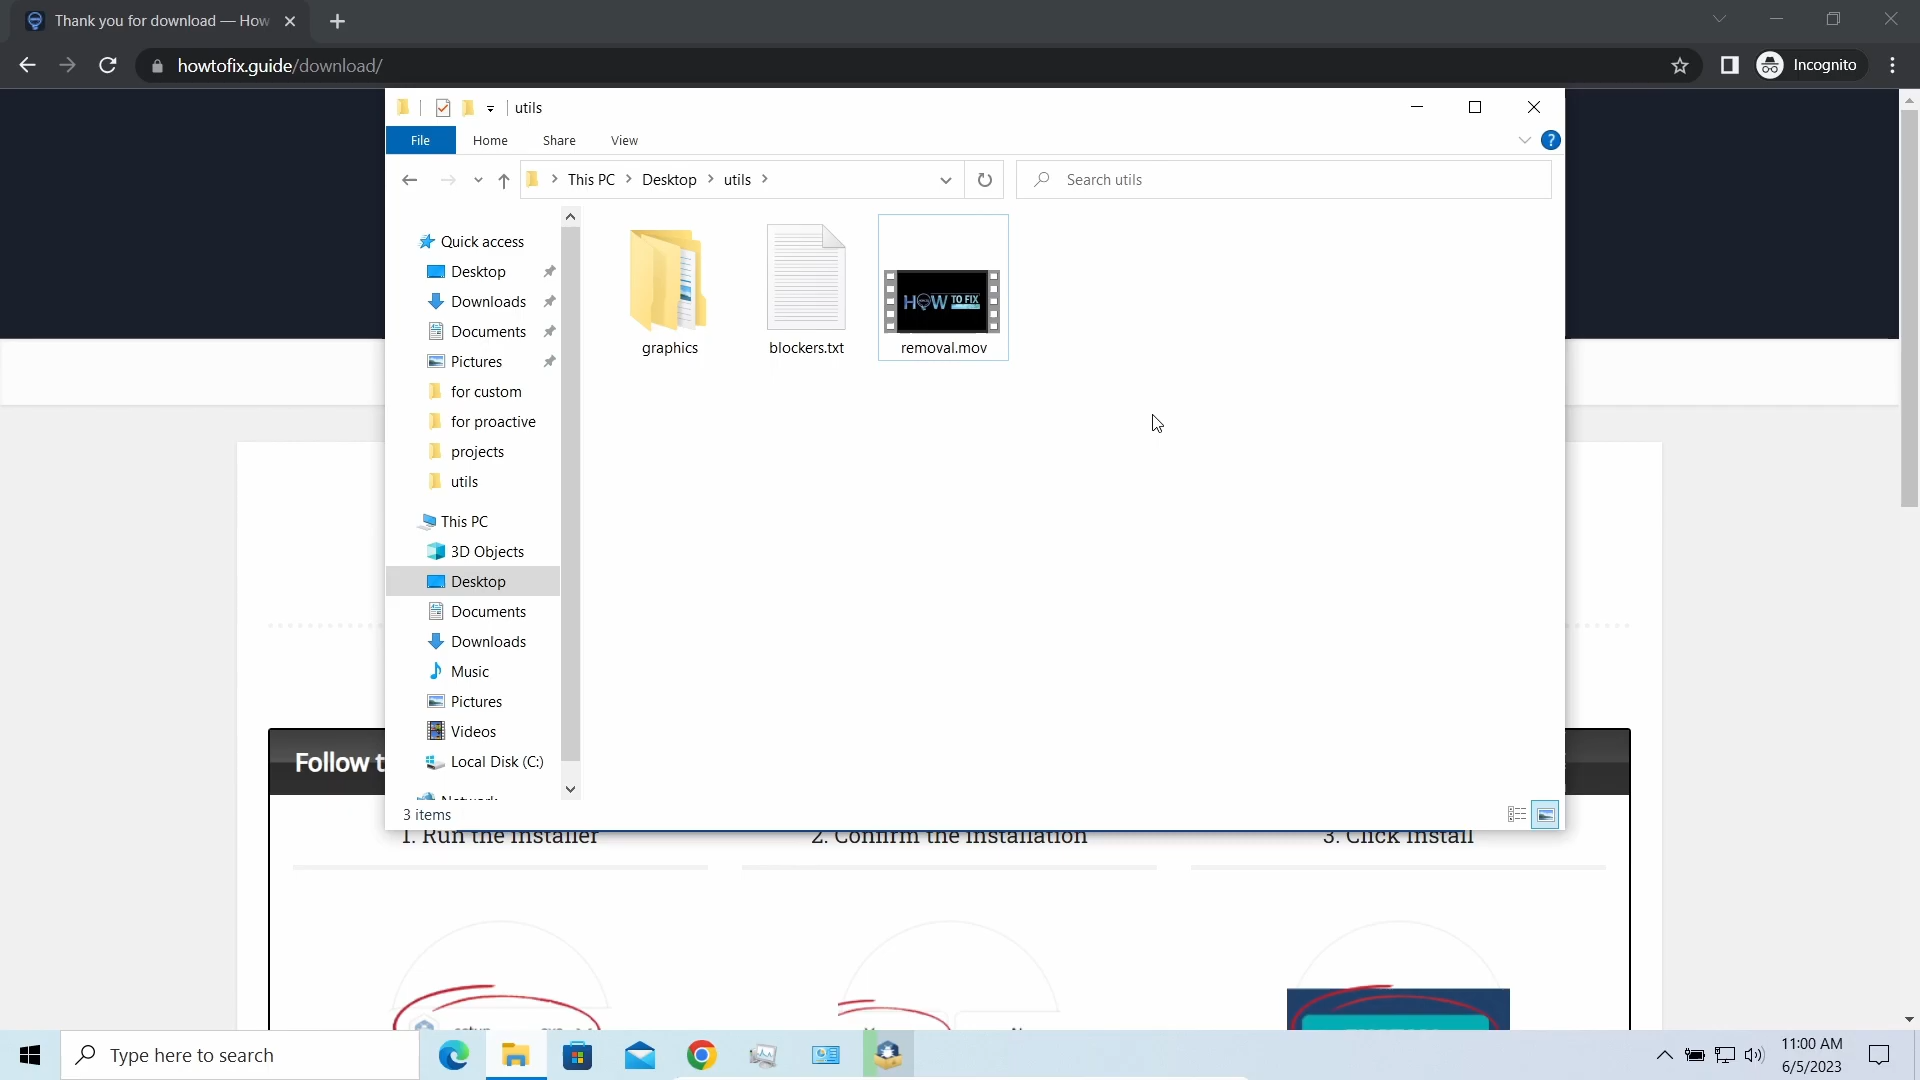 Thank you for download — How
howtofix.guide/download/
Incognito
utils
File Home Share View
This PC Desktop utils
Search utils
Quick access
Desktop
Downloads
Documents
Pictures
for custom
for proactive
projects
utils
This PC
3D Objects
Desktop
Documents
Downloads
Music
Pictures
Videos
Local Disk (C:)
Network
HOW TO FIX
graphics
blockers.txt
removal.mov
3 items
Follow t
1. Run the installer
2. Confirm the installation
3. Click Install
Type here to search
11:00 AM
6/5/2023